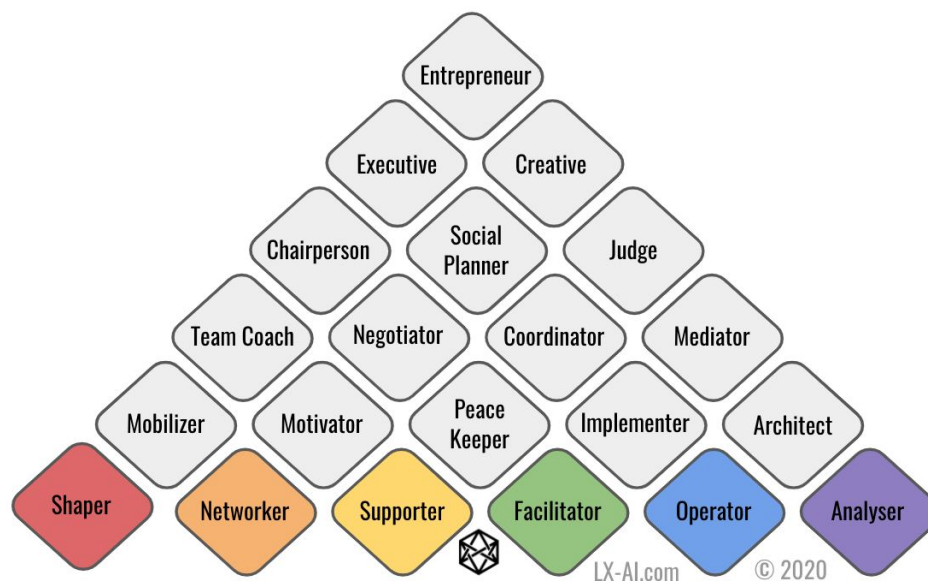 Entrepreneur
Executive
Creative
Chairperson
Social
Planner
Judge
Team Coach
Negotiator
Coordinator
Mediator
Mobilizer
Motivator
Peace
Keeper
Implementer
Architect
Shaper
Networker
Supporter
Facilitator
Operator
Analyser
LX-AI.com
© 2020